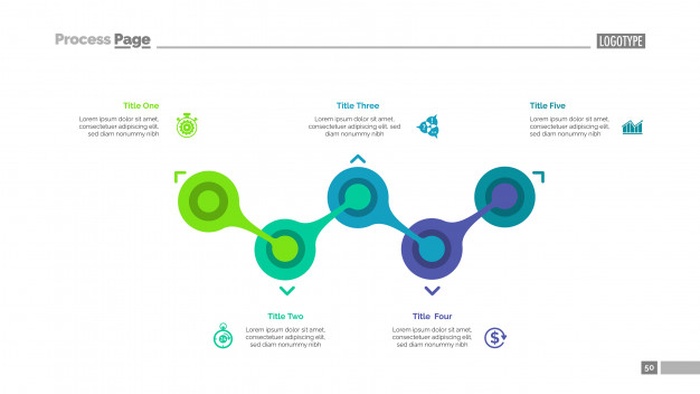 Process Page
LOGOTYPE
Title One
Lorem ipsum dolor sit amet,
consectetuer adipiscing elit,
sed diam nonummy nibh
Title Three
Lorem ipsum dolor sit amet,
consectetuer adipiscing elit, sed
diam nonummy nibh
Title Five
Lorem ipsum dolor sit amet,
consectetuer adipiscing elit,
sed diam nonummy nibh
Title Two
Lorem ipsum dolor sit amet,
consectetuer adipiscing elit,
sed diam nonummy nibh
Title Four
Lorem ipsum dolor sit amet,
consectetuer adipiscing elit,
sed diam nonummy nibh
$
50